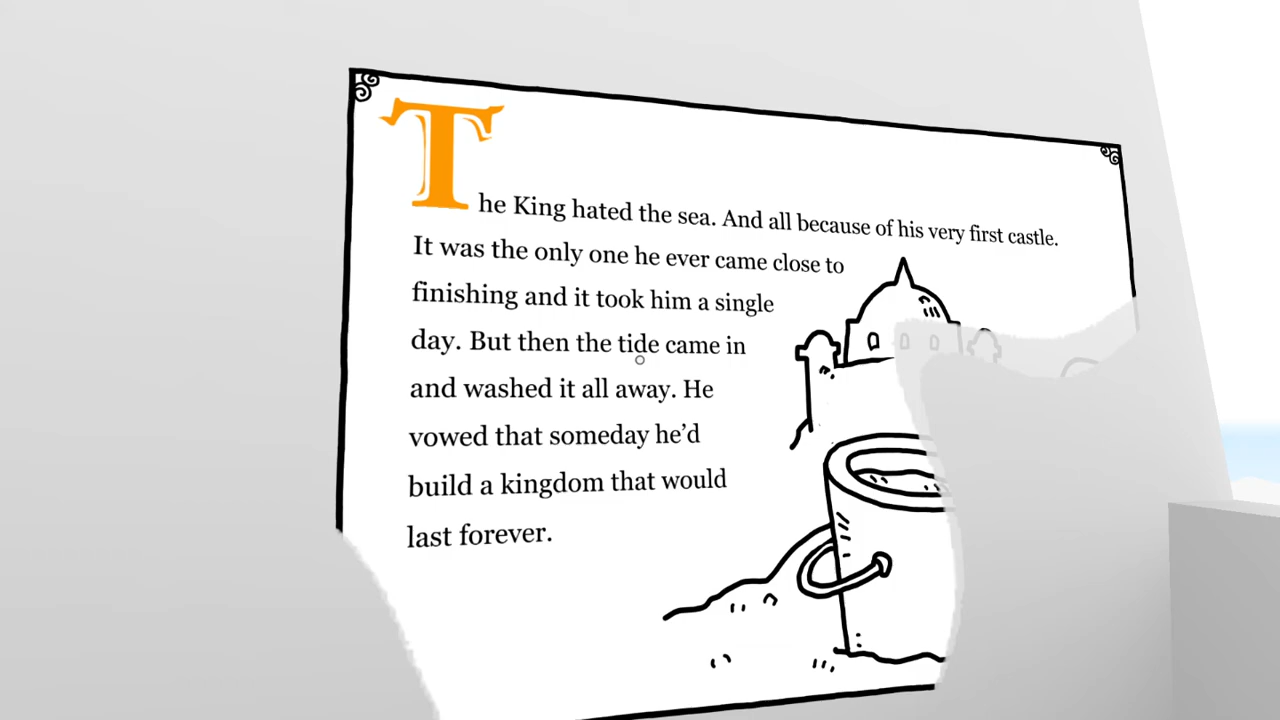 The King hated the sea. And all because of his very first castle.
It was the only one he ever came close to
finishing and it took him a single
day. But then the tide came in
and washed it all away. He
vowed that someday he’d
build a kingdom that would
last forever.